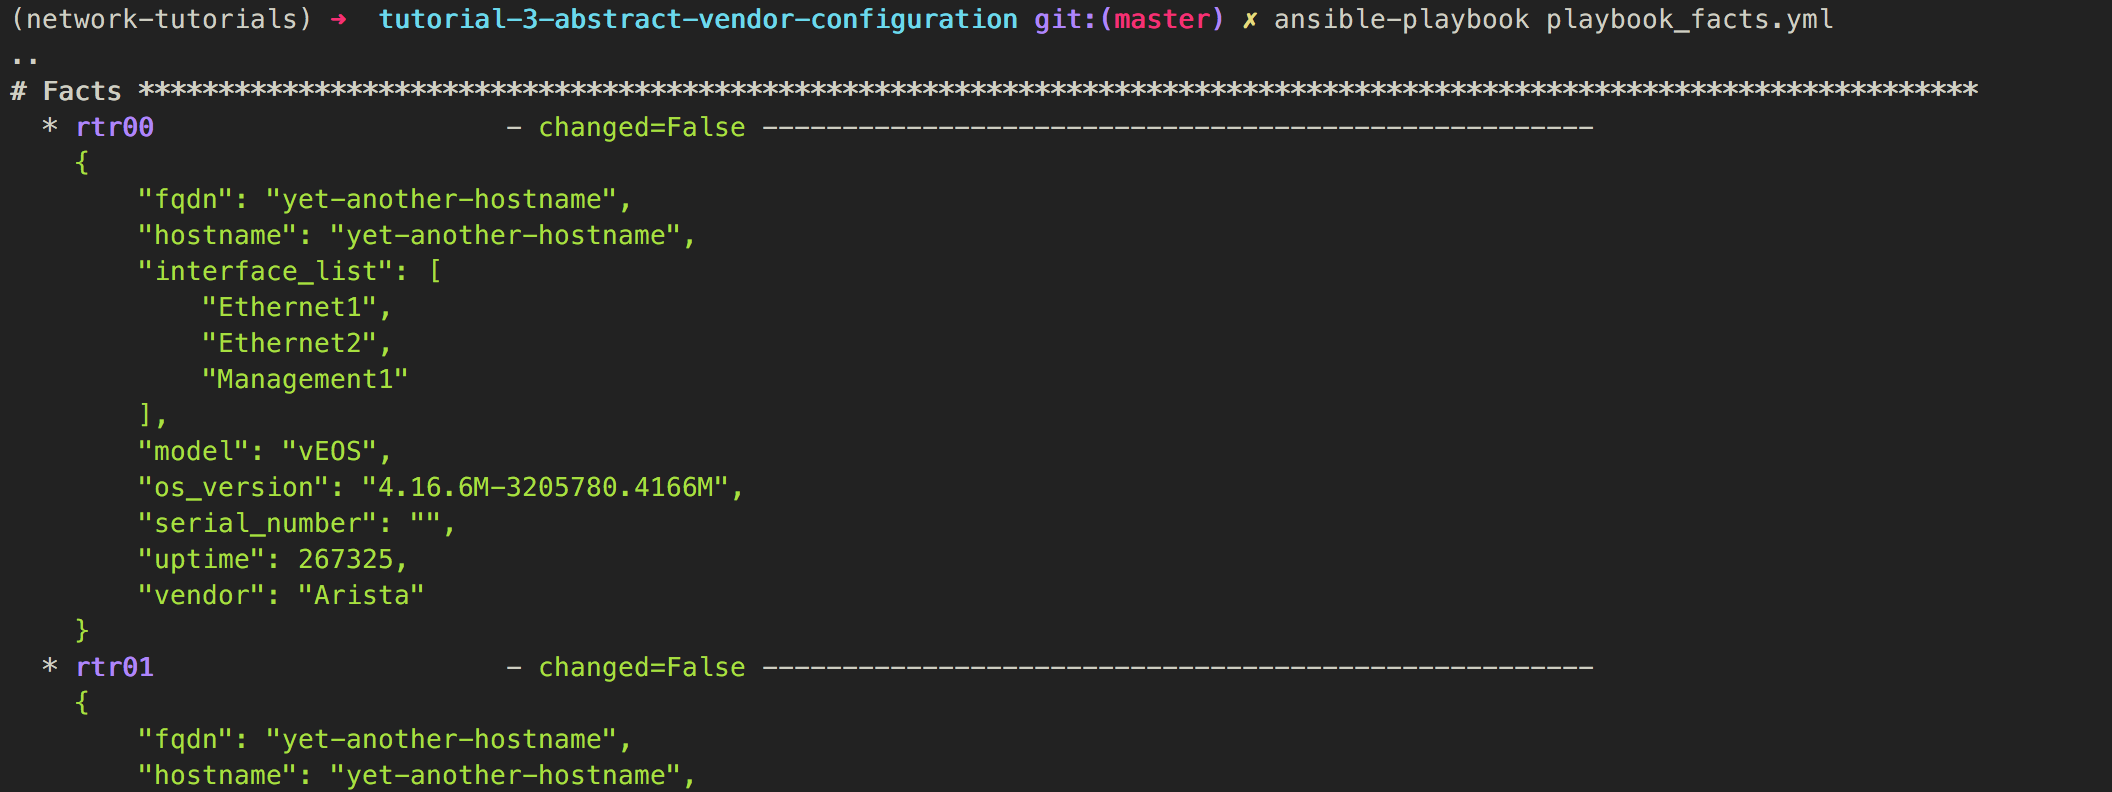 (network-tutorials) ➜  tutorial-3-abstract-vendor-configuration git:(master) ✗ ansible-playbook playbook_facts.yml
..
# Facts *******************************************************************************************************************
  * rtr00                      - changed=False ----------------------------------------------------
    {
        "fqdn": "yet-another-hostname",
        "hostname": "yet-another-hostname",
        "interface_list": [
            "Ethernet1",
            "Ethernet2",
            "Management1"
        ],
        "model": "vEOS",
        "os_version": "4.16.6M-3205780.4166M",
        "serial_number": "",
        "uptime": 267325,
        "vendor": "Arista"
    }
  * rtr01                      - changed=False ----------------------------------------------------
    {
        "fqdn": "yet-another-hostname",
        "hostname": "yet-another-hostname",